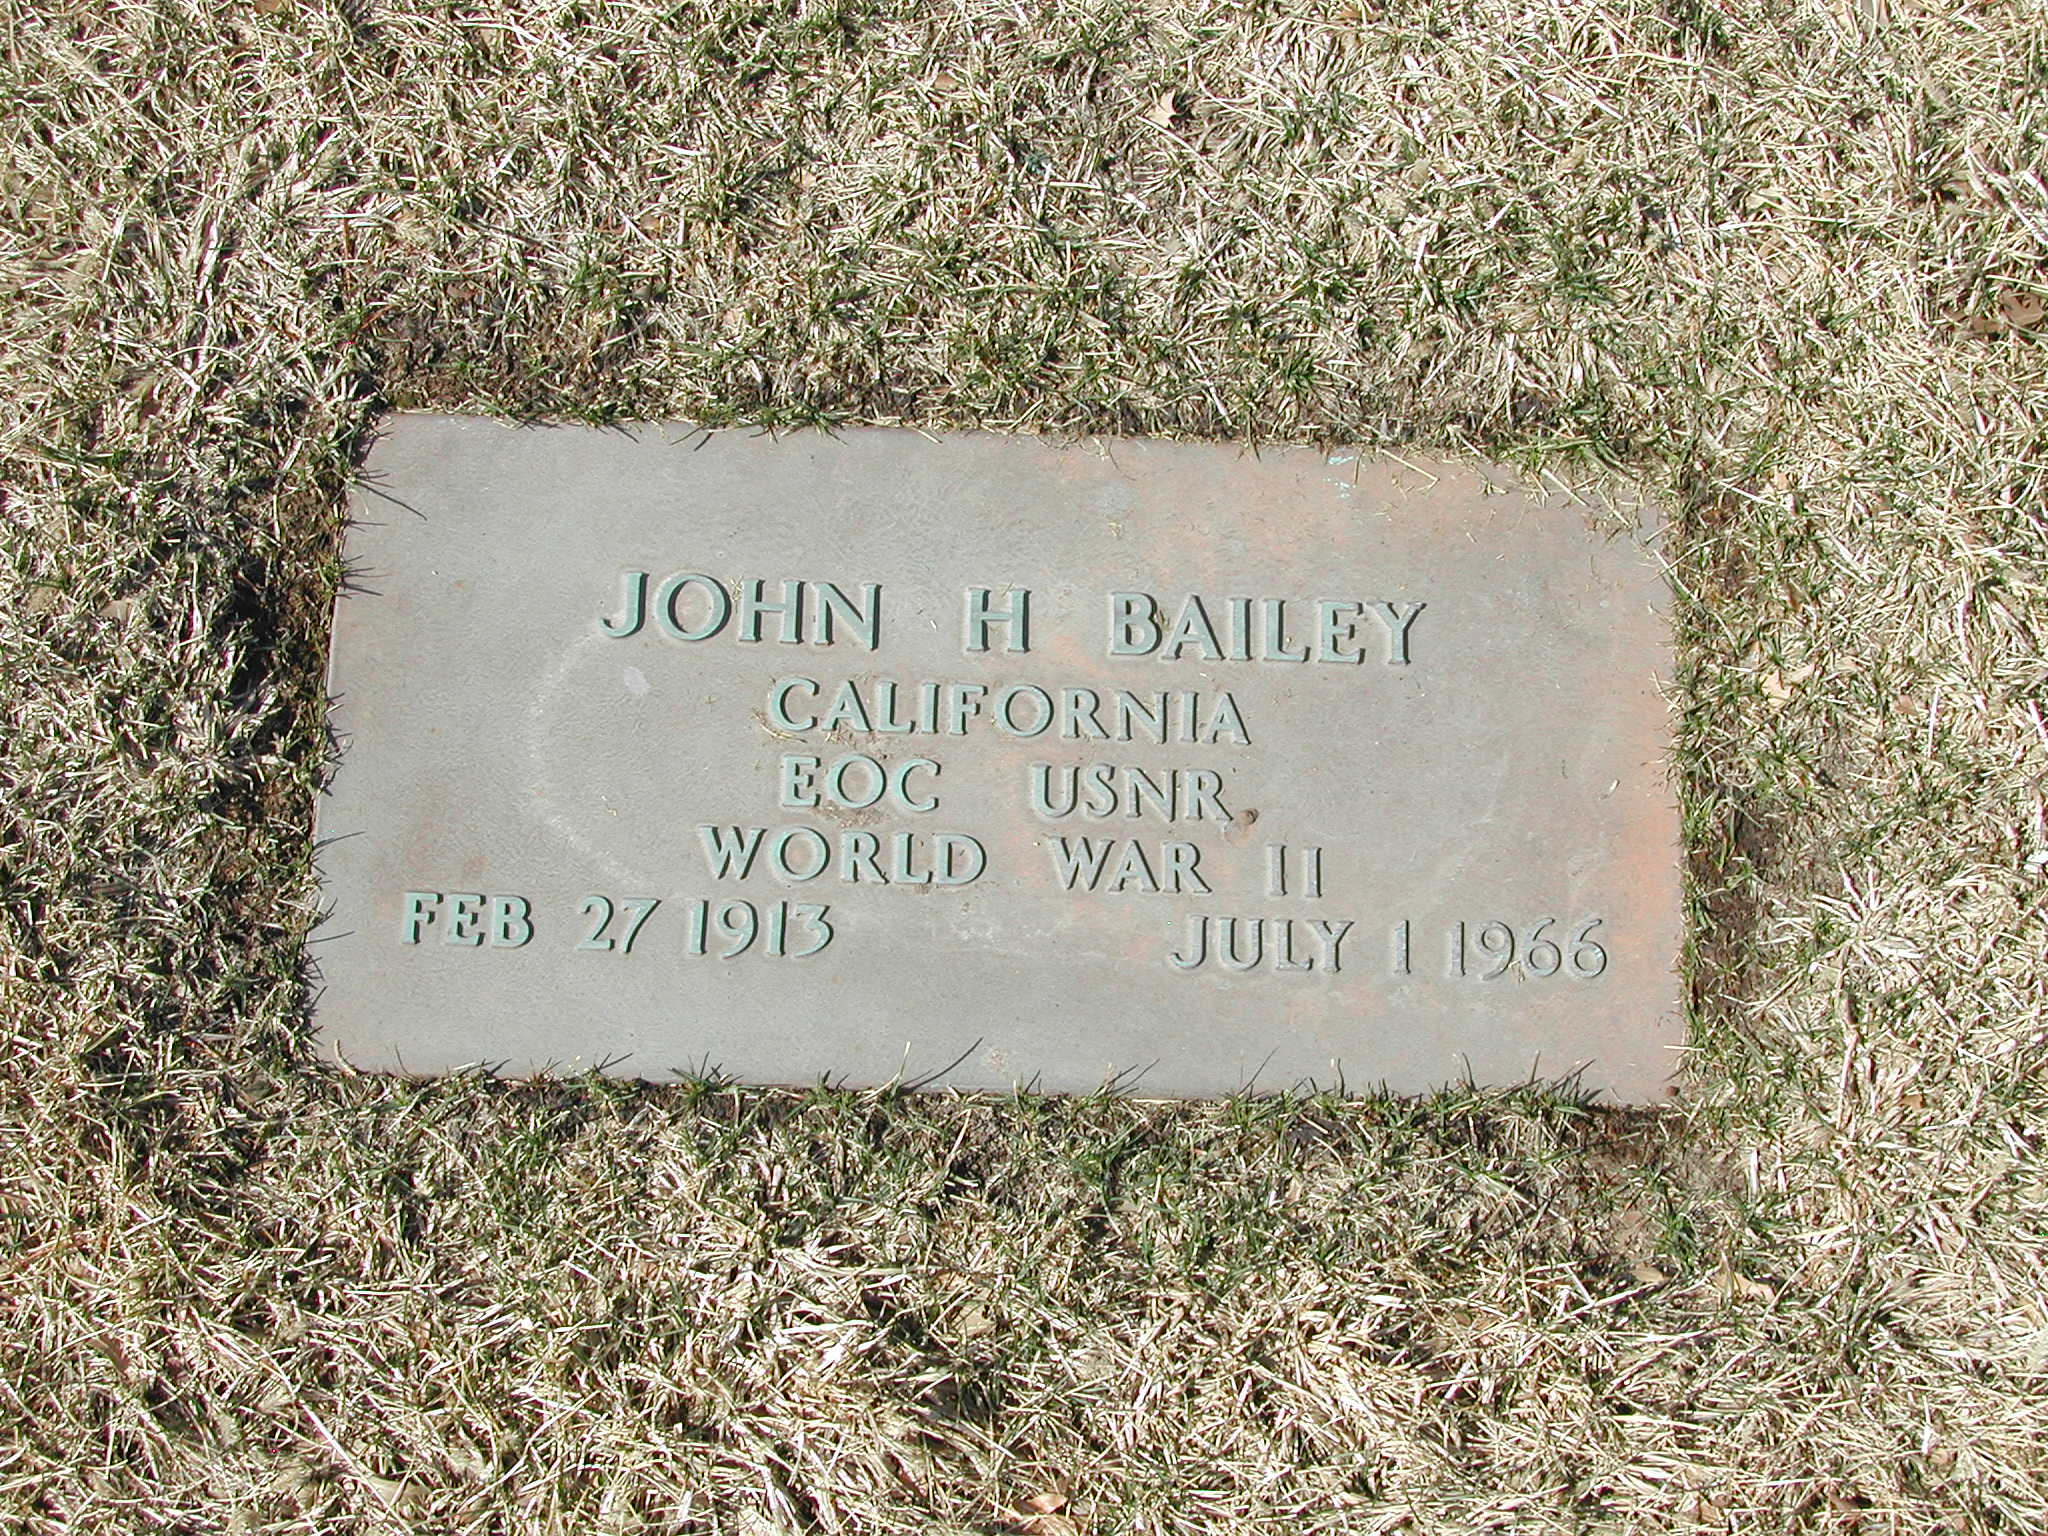 JOHN H BAILEY
CALIFORNIA
EOC USNR
WORLD WAR II
FEB 27 1913 JULY 1 1966